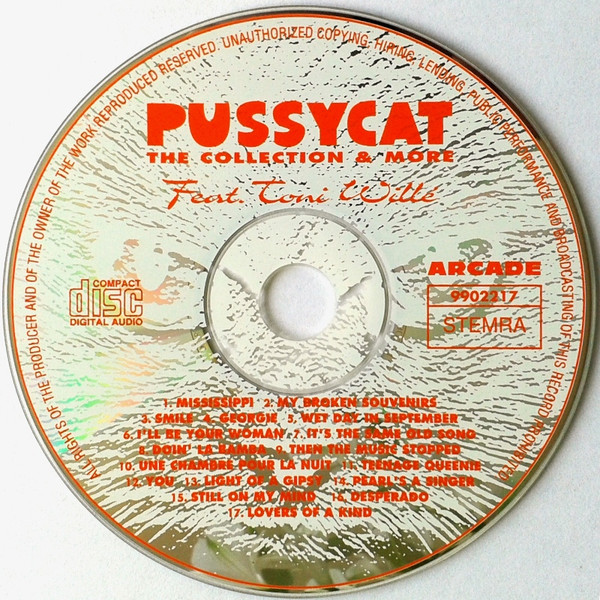 ALL RIGHTS OF THE PRODUCER AND OF THE OWNER OF THE WORK REPRODUCED RESERVED. UNAUTHORIZED COPYING, HIRING, LENDING, PUBLIC PERFORMANCE AND BROADCASTING OF THIS RECORD PROHIBITED
PUSSYCAT
THE COLLECTION & MORE
Feat. Toni Willé
COMPACT
disc
DIGITAL AUDIO
ARCADE
9902217
STEMRA
1. MISSISSIPPI 2. MY BROKEN SOUVENIRS
3. SMILE 4. GEORGIE 5. WET DAY IN SEPTEMBER
6. I'LL BE YOUR WOMAN 7. IT'S THE SAME OLD SONG
8. DOIN' LA BAMBA 9. THEN THE MUSIC STOPPED
10. UNE CHAMBRE POUR LA NUIT 11. TEENAGE QUEENIE
12. YOU 13. LIGHT OF A GIPSY 14. PEARL'S A SINGER
15. STILL ON MY MIND 16. DESPERADO
17. LOVERS OF A KIND